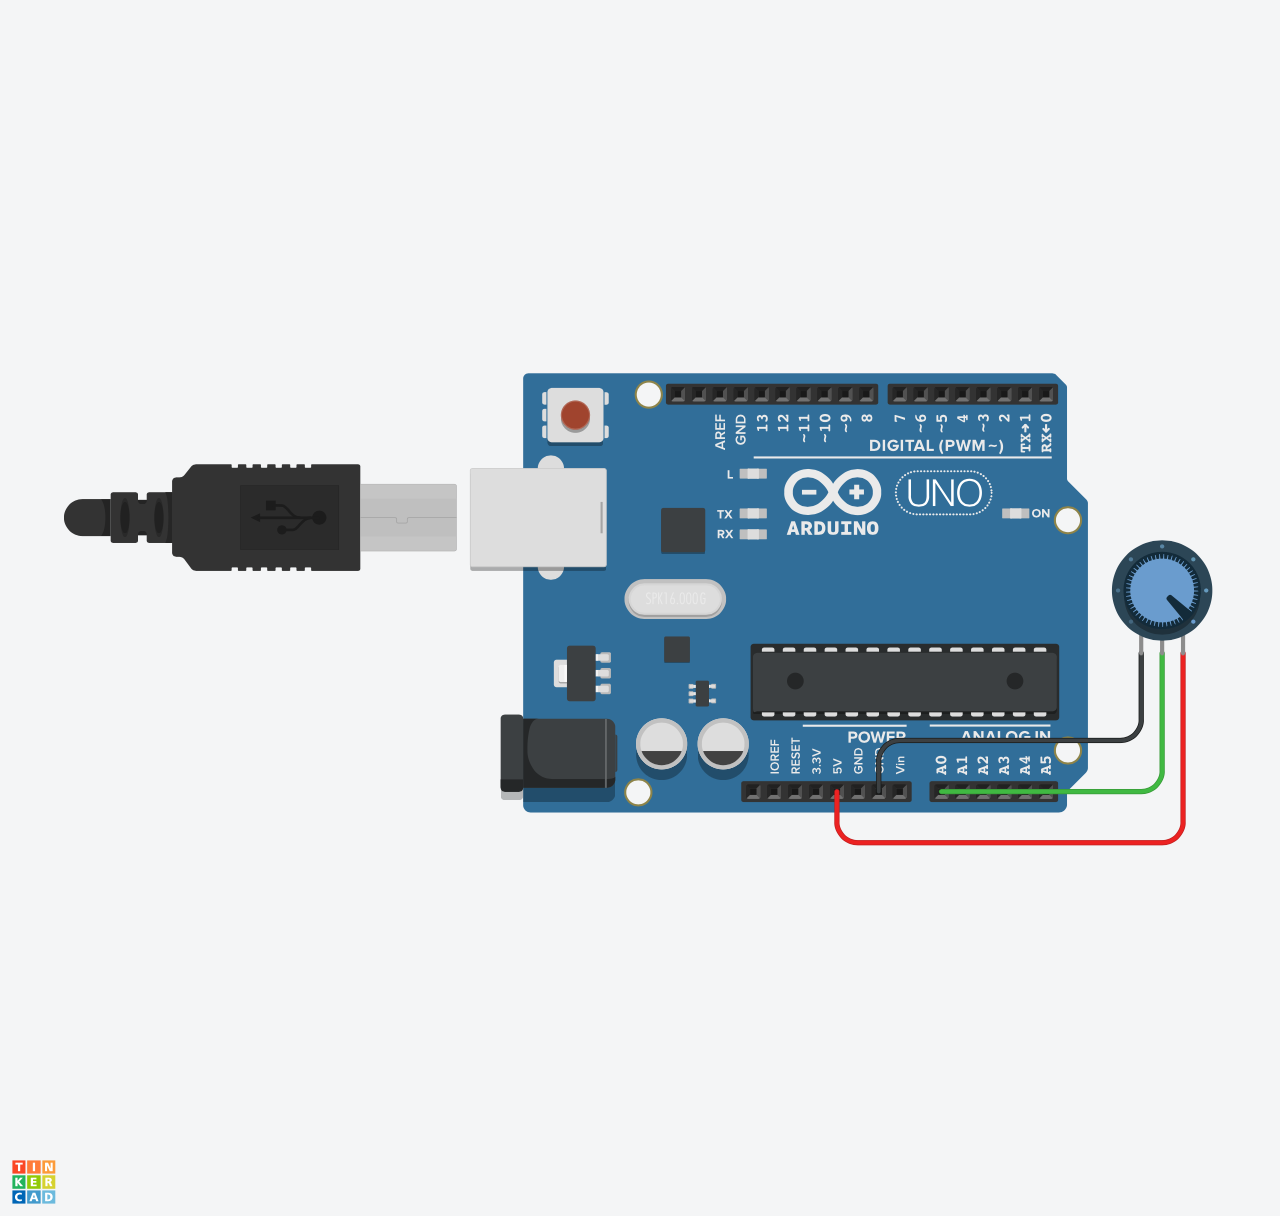 AREF
GND
13
12
~11
~10
~9
8
7
~6
~5
4
~3
2
TX→1
RX←0
DIGITAL (PWM~)
L
TX
RX
ARDUINO
UNO
ON
SPK16.000G
POWER
ANALOG IN
IOREF
RESET
3.3V
5V
GND
Vin
A0
A1
A2
A3
A4
A5
TIN
KER
CAD